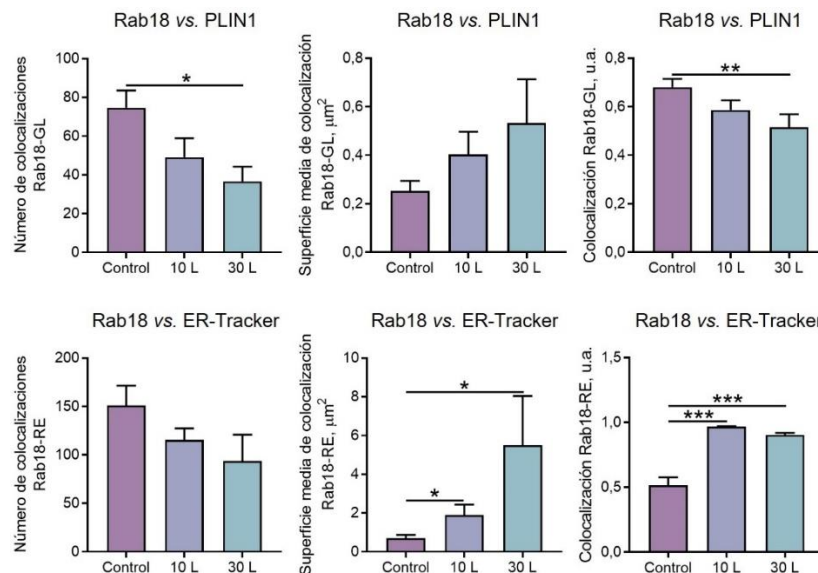 Rab18 vs. PLIN1
Número de colocalizaciones
Rab18-GL
100
80
60
40
20
0
*
Control
10 L
30 L
Rab18 vs. PLIN1
Superficie media de colocalización
Rab18-GL, μm²
0,8
0,6
0,4
0,2
0,0
Control
10 L
30 L
Rab18 vs. PLIN1
Colocalización Rab18-GL, u.a.
0,8
0,6
0,4
0,2
0,0
**
Control
10 L
30 L
Rab18 vs. ER-Tracker
Número de colocalizaciones
Rab18-RE
200
150
100
50
0
Control
10 L
30 L
Rab18 vs. ER-Tracker
Superficie media de colocalización
Rab18-RE, μm²
10
8
6
4
2
0
*
*
Control
10 L
30 L
Rab18 vs. ER-Tracker
Colocalización Rab18-RE, u.a.
1,5
1,0
0,5
0,0
***
***
Control
10 L
30 L